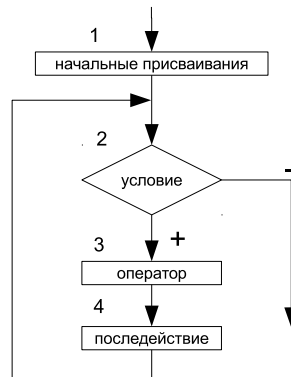 1
начальные присваивания
2
условие
-
+
3
оператор
4
последействие